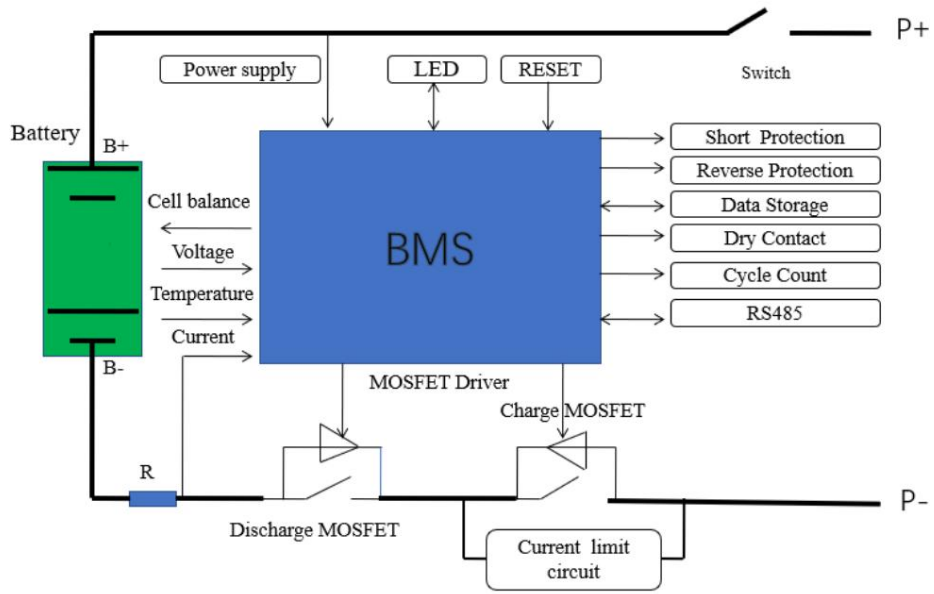 P+
Power supply
LED
RESET
Switch
Battery
B+
Short Protection
Reverse Protection
Cell balance
Data Storage
Dry Contact
BMS
Voltage
Cycle Count
Temperature
RS485
Current
B-
MOSFET Driver
Charge MOSFET
R
P-
Discharge MOSFET
Current limit
circuit